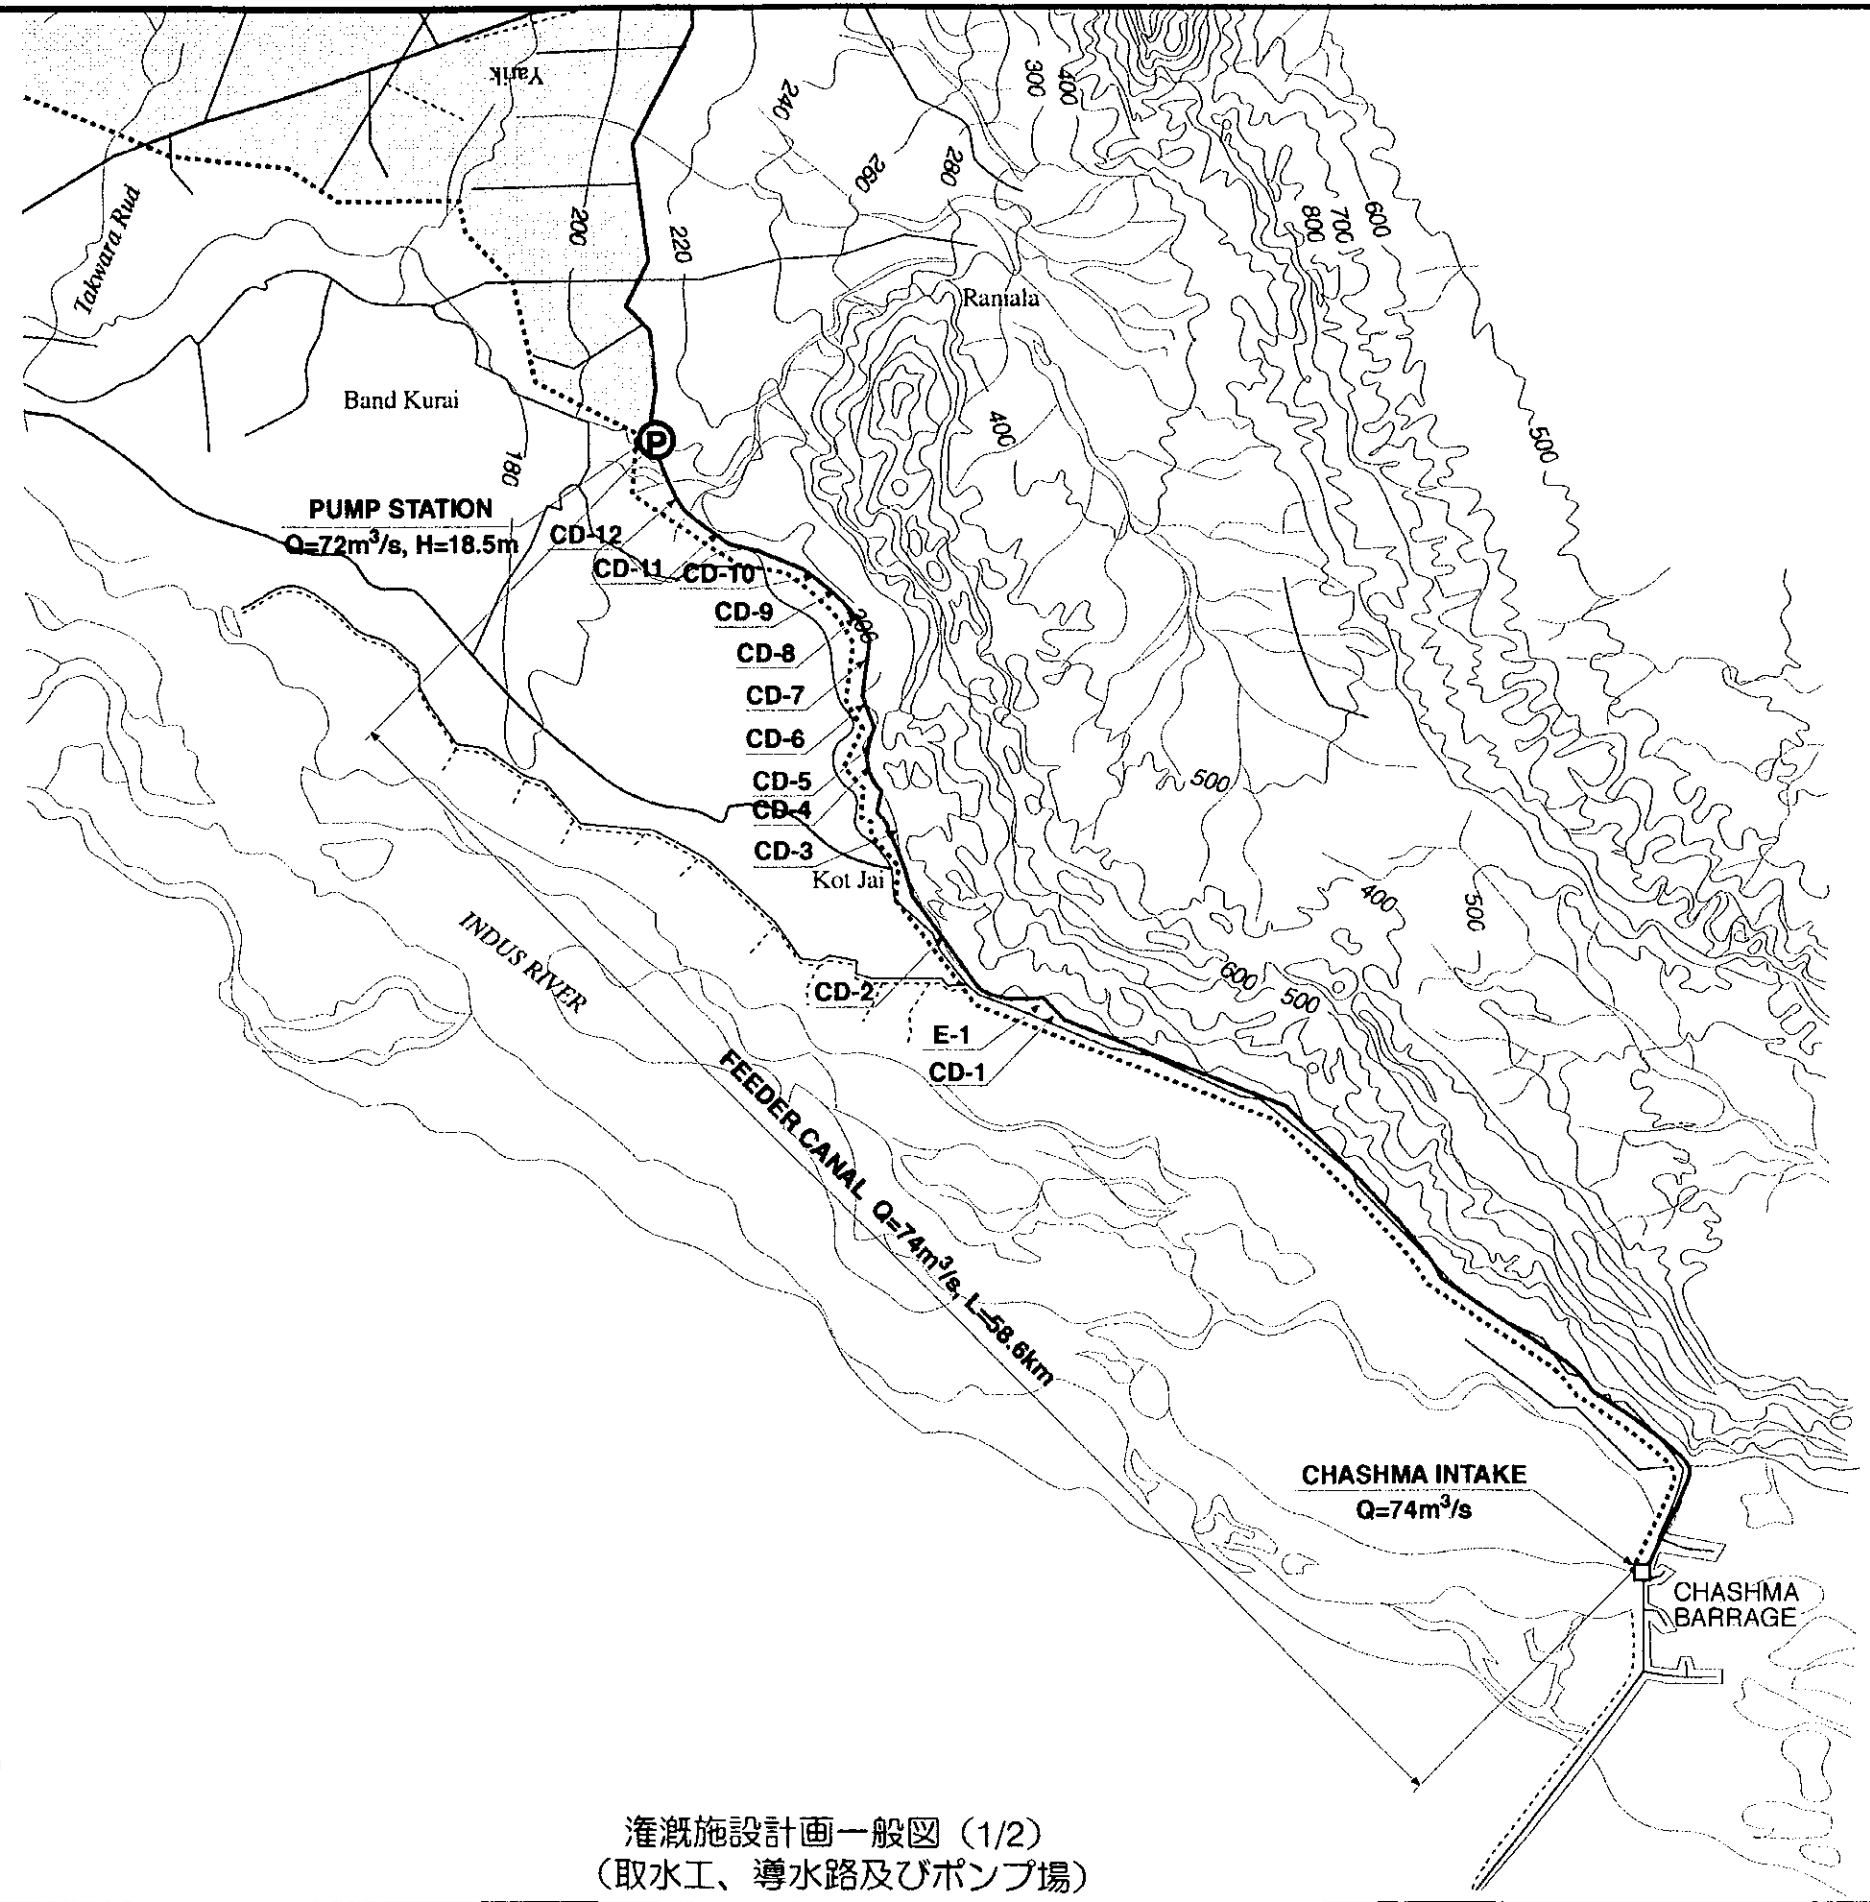 Yarik
240
300
400
260
280
800
700
600
Takwara Rud
200
220
Raniala
Band Kurai
400
500
180
PUMP STATION
Q=72m³/s, H=18.5m
CD-12
CD-11
CD-10
CD-9
CD-8
CD-7
CD-6
CD-5
CD-4
CD-3
Kot Jai
500
400
500
600
500
INDUS RIVER
CD-2
E-1
CD-1
FEEDER CANAL Q=74m³/s, L=58.6km
CHASHMA INTAKE
Q=74m³/s
CHASHMA
BARRAGE
灌漑施設計画一般図（1/2）
（取水工、導水路及びポンプ場）